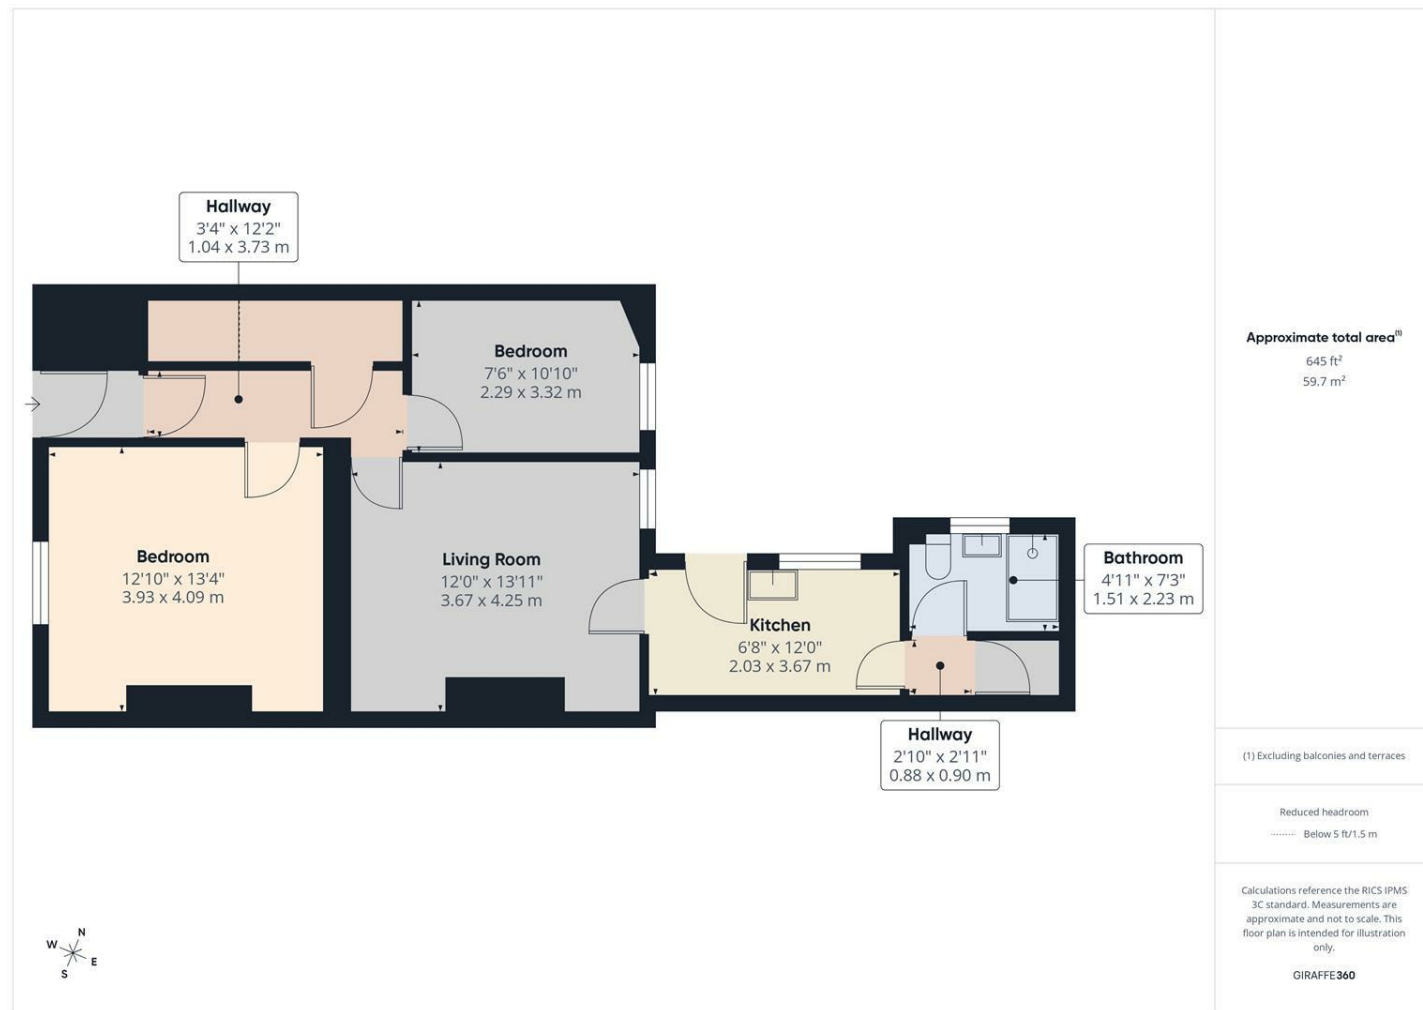 Hallway
3'4" x 12'2"
1.04 x 3.73 m
Bedroom
7'6" x 10'10"
2.29 x 3.32 m
Bedroom
12'10" x 13'4"
3.93 x 4.09 m
Living Room
12'0" x 13'11"
3.67 x 4.25 m
Kitchen
6'8" x 12'0"
2.03 x 3.67 m
Bathroom
4'11" x 7'3"
1.51 x 2.23 m
Hallway
2'10" x 2'11"
0.88 x 0.90 m
N
W
E
S
Approximate total area⁽¹⁾
645 ft²
59.7 m²
(1) Excluding balconies and terraces
Reduced headroom
Below 5 ft/1.5 m
Calculations reference the RICS IPMS
3C standard. Measurements are
approximate and not to scale. This
floor plan is intended for illustration
only.
GIRAFFE360